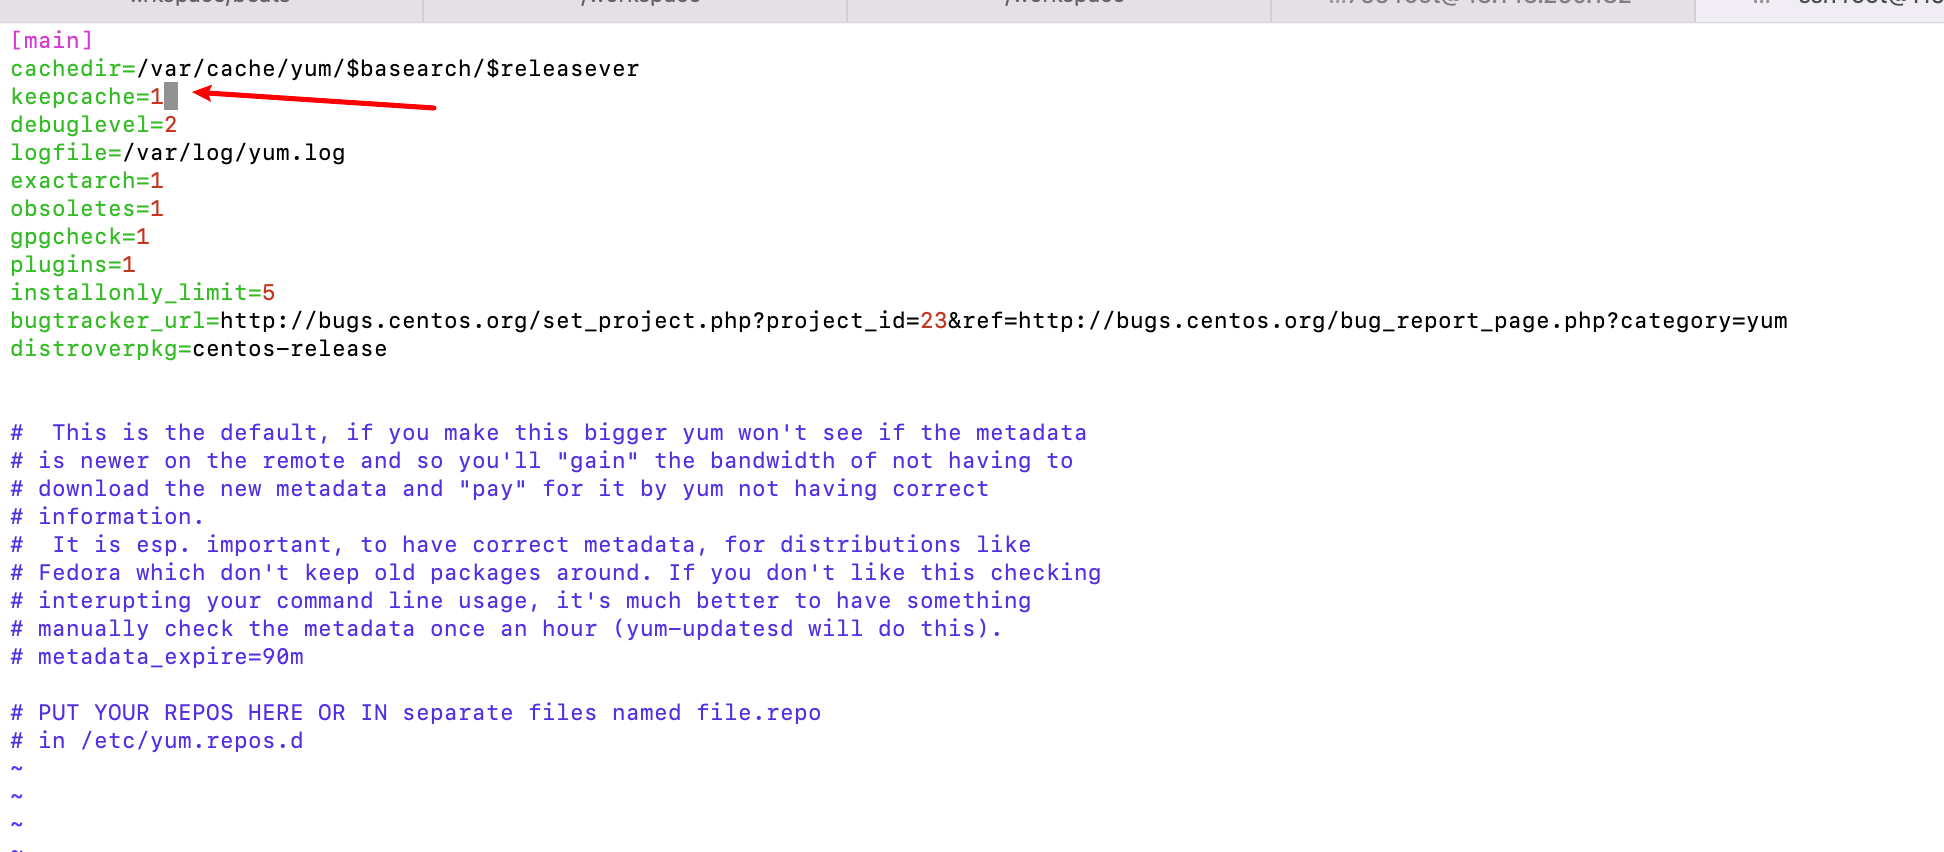 [main]
cachedir=/var/cache/yum/$basearch/$releasever
keepcache=1
debuglevel=2
logfile=/var/log/yum.log
exactarch=1
obsoletes=1
gpgcheck=1
plugins=1
installonly_limit=5
bugtracker_url=http://bugs.centos.org/set_project.php?project_id=23&ref=http://bugs.centos.org/bug_report_page.php?category=yum
distroverpkg=centos-release
#  This is the default, if you make this bigger yum won't see if the metadata
# is newer on the remote and so you'll "gain" the bandwidth of not having to
# download the new metadata and "pay" for it by yum not having correct
# information.
#  It is esp. important, to have correct metadata, for distributions like
# Fedora which don't keep old packages around. If you don't like this checking
# interupting your command line usage, it's much better to have something
# manually check the metadata once an hour (yum-updatesd will do this).
# metadata_expire=90m
# PUT YOUR REPOS HERE OR IN separate files named file.repo
# in /etc/yum.repos.d
~
~
~
~